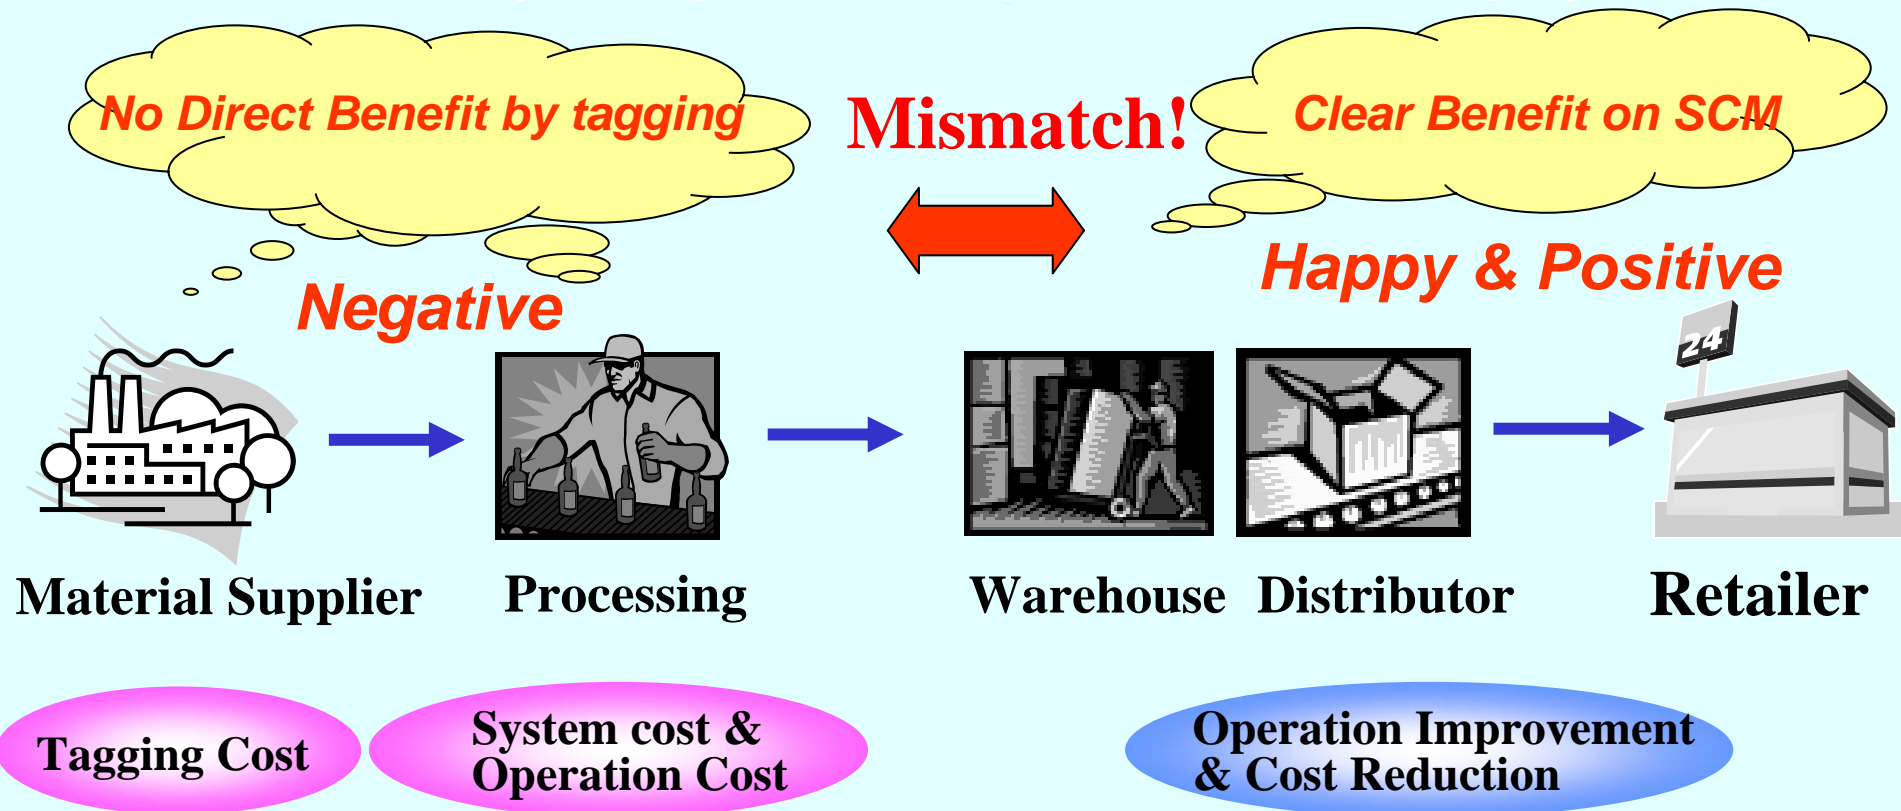 No Direct Benefit by tagging
Mismatch!
Clear Benefit on SCM
Negative
Happy & Positive
24
Material Supplier
Processing
Warehouse
Distributor
Retailer
Tagging Cost
System cost &
Operation Cost
Operation Improvement
& Cost Reduction